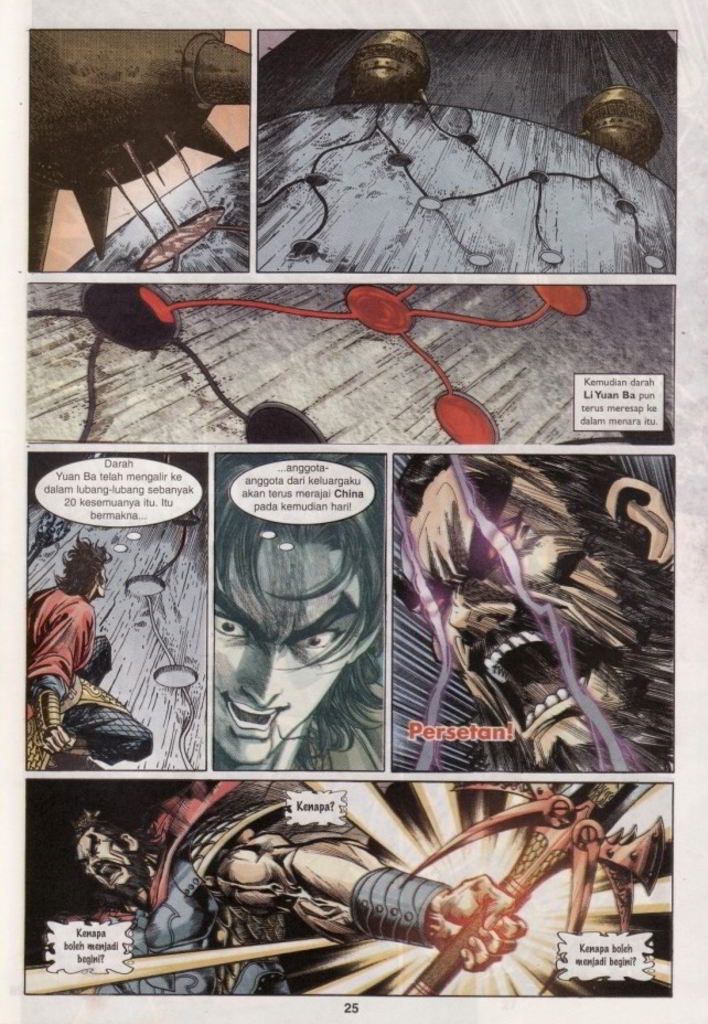 Kemudian darah
Li Yuan Ba pun
terus meresap ke
dalam menara itu.
Darah
Yuan Ba telah mengalir ke
dalam lubang-lubang sebanyak
20 kesemuanya itu. Itu
bermakna...
...anggota-
anggota dari keluargaku
akan terus merajai China
pada kemudian hari!
Persetan!
Kenapa?
Kenapa
boleh menjadi
begini?
Kenapa boleh
menjadi begini?
25